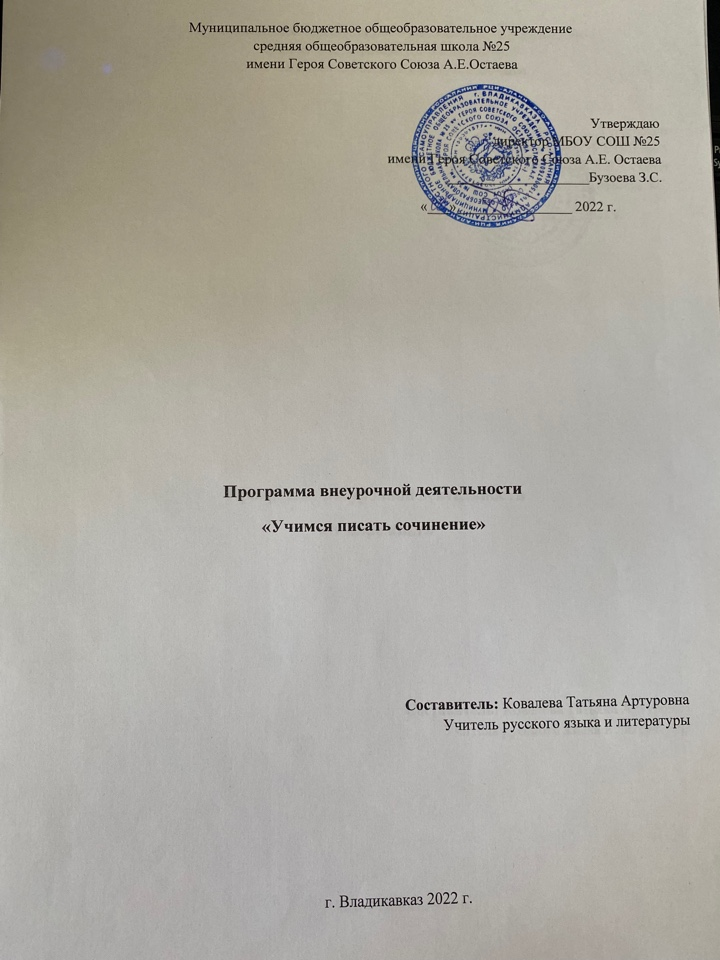 Муниципальное бюджетное общеобразовательное учреждение
средняя общеобразовательная школа №25
имени Героя Советского Союза А.Е.Остаева
Утверждаю
директор МБОУ СОШ №25
имени Героя Советского Союза А.Е. Остаева
Бузоева З.С.
« » 2022 г.
Программа внеурочной деятельности
«Учимся писать сочинение»
Составитель: Ковалева Татьяна Артуровна
Учитель русского языка и литературы
г. Владикавказ 2022 г.